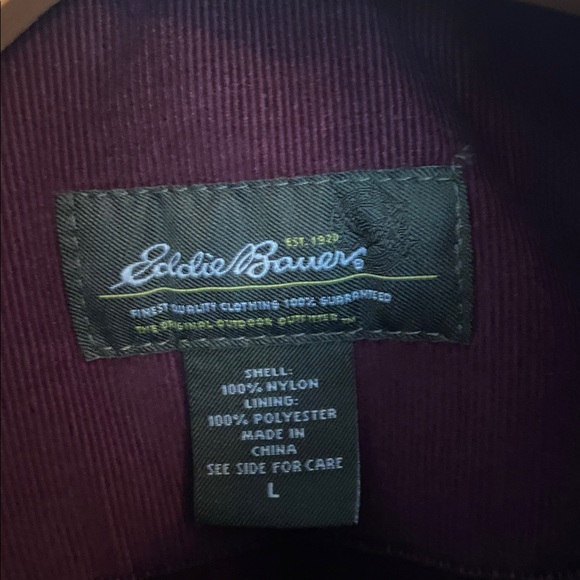 EST. 1920
Eddie Bauer®
FINEST QUALITY CLOTHING 100% GUARANTEED
THE ORIGINAL OUTDOOR OUTFITTER™
SHELL:
100% NYLON
LINING:
100% POLYESTER
MADE IN
CHINA
SEE SIDE FOR CARE
L